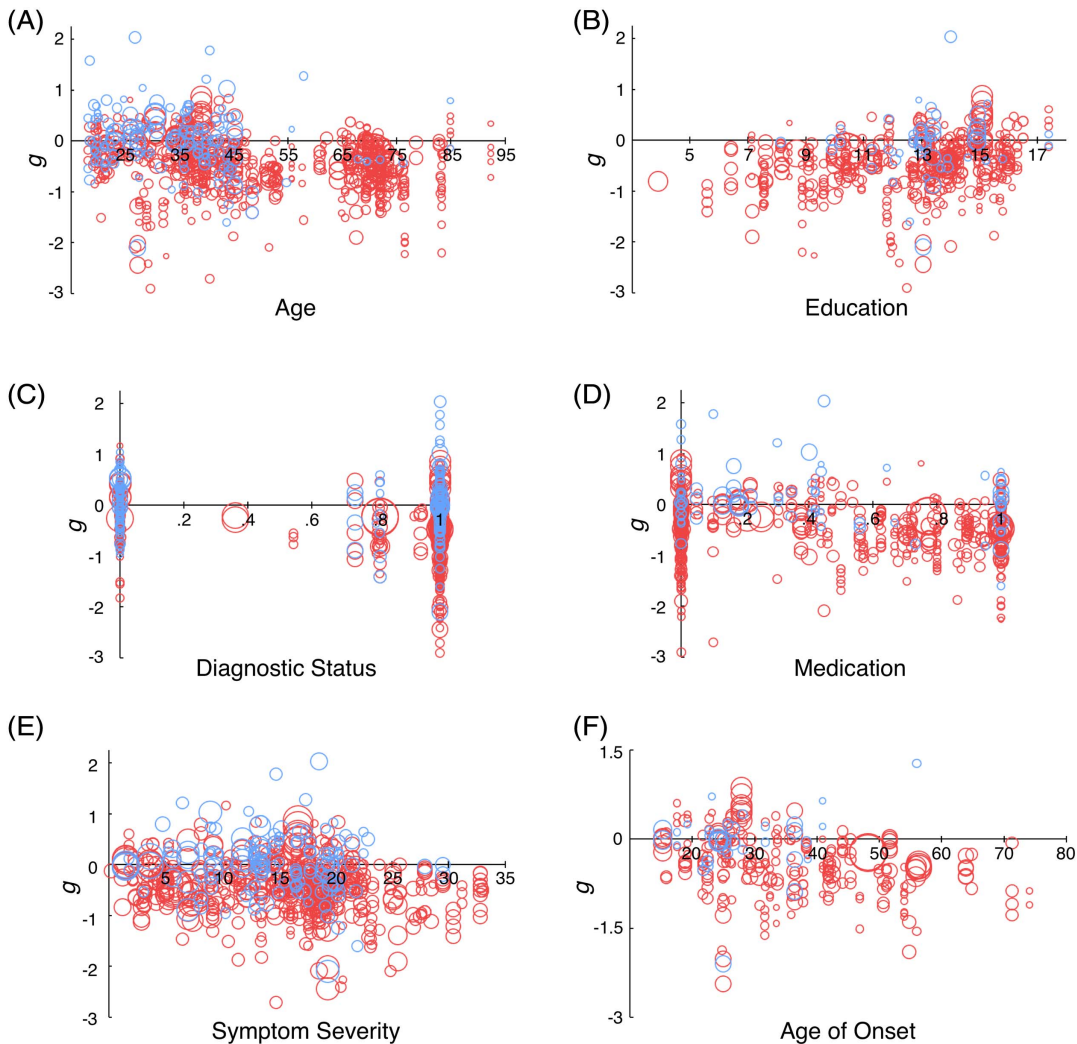 (A)
2
1
0
-1
-2
-3
g
25 35 45 55 65 75 85 95
Age
(B)
2
1
0
-1
-2
-3
g
5 7 9 11 13 15 17
Education
(C)
2
1
0
-1
-2
-3
g
.2 .4 .6 .8 1
Diagnostic Status
(D)
2
1
0
-1
-2
-3
g
.2 .4 .6 .8 1
Medication
(E)
2
1
0
-1
-2
-3
g
5 10 15 20 25 30 35
Symptom Severity
(F)
1.5
0
-1.5
-3
g
20 30 40 50 60 70 80
Age of Onset